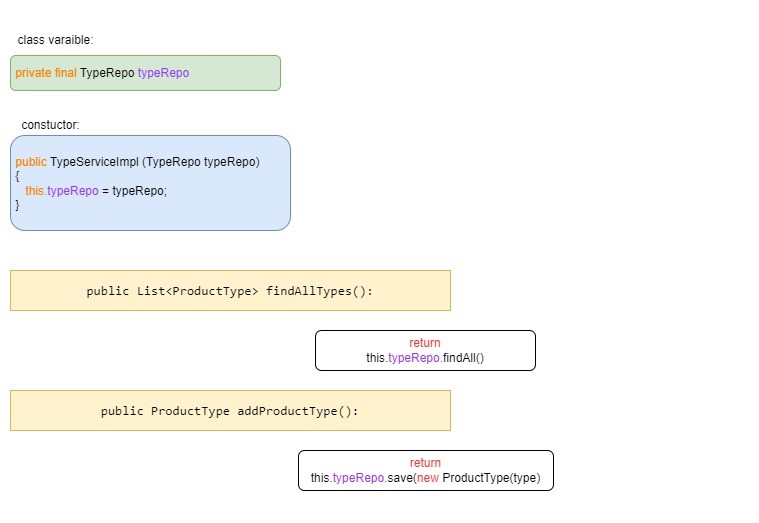 class varaible:
private final TypeRepo typeRepo
constuctor:
public TypeServiceImpl (TypeRepo typeRepo)
{
this.typeRepo = typeRepo;
}
public List<ProductType> findAllTypes():
return
this.typeRepo.findAll()
public ProductType addProductType():
return
this.typeRepo.save(new ProductType(type)